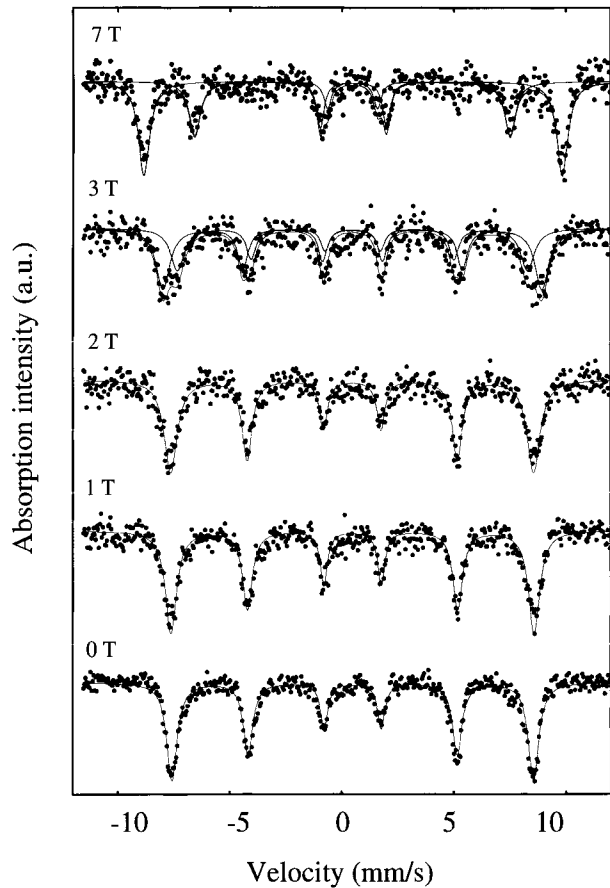 7 T
3 T
2 T
1 T
0 T
Absorption intensity (a.u.)
-10 -5 0 5 10
Velocity (mm/s)